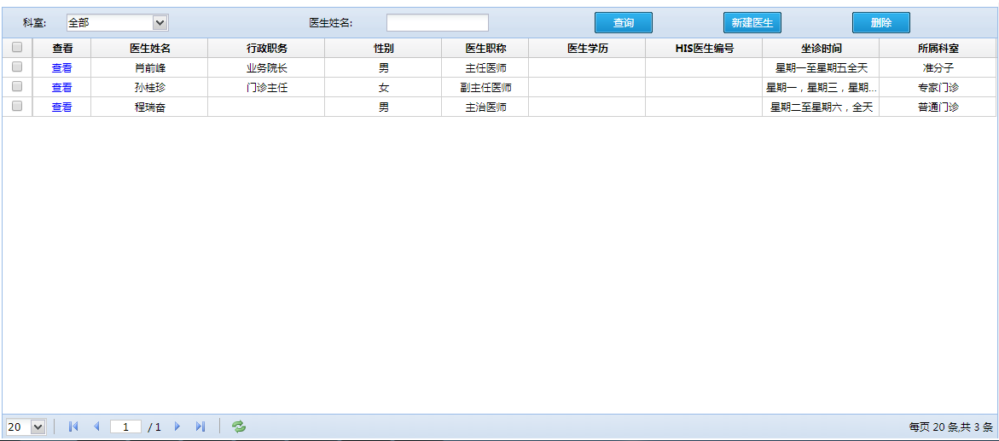 科室: 全部 医生姓名: 查询 新建医生 删除
查看 医生姓名 行政职务 性别 医生职称 医生学历 HIS医生编号 坐诊时间 所属科室
查看 肖前峰 业务院长 男 主任医师 星期一至星期五全天 准分子
查看 孙桂珍 门诊主任 女 副主任医师 星期一，星期三，星期... 专家门诊
查看 程瑞奋 男 主治医师 星期二至星期六，全天 普通门诊
20 1 / 1 每页 20 条,共 3 条